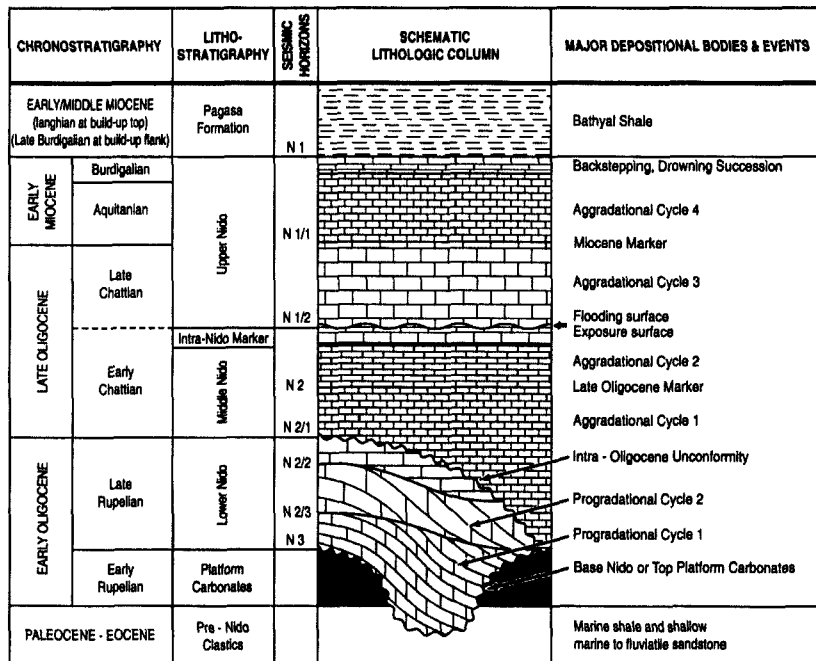 CHRONOSTRATIGRAPHY
LITHO-
STRATIGRAPHY
SEISMIC
HORIZONS
SCHEMATIC
LITHOLOGIC COLUMN
MAJOR DEPOSITIONAL BODIES & EVENTS
EARLY/MIDDLE MIOCENE
(langhian at build-up top)
(Late Burdigalian at build-up flank)
Pagasa
Formation
N 1
Bathyal Shale
EARLY
MIOCENE
Burdigalian
Backstepping, Drowning Succession
Aquitanian
Upper Nido
N 1/1
Aggradational Cycle 4
Miocene Marker
LATE OLIGOCENE
Late
Chattian
N 1/2
Aggradational Cycle 3
Flooding surface
Exposure surface
Early
Chattian
Intra-Nido Marker
Middle Nido
N 2
N 2/1
Aggradational Cycle 2
Late Oligocene Marker
Aggradational Cycle 1
EARLY OLIGOCENE
Late
Rupelian
Lower Nido
N 2/2
N 2/3
N 3
Intra - Oligocene Unconformity
Progradational Cycle 2
Progradational Cycle 1
Early
Rupelian
Platform
Carbonates
Base Nido or Top Platform Carbonates
PALEOCENE - EOCENE
Pre - Nido
Clastics
Marine shale and shallow
marine to fluviatile sandstone